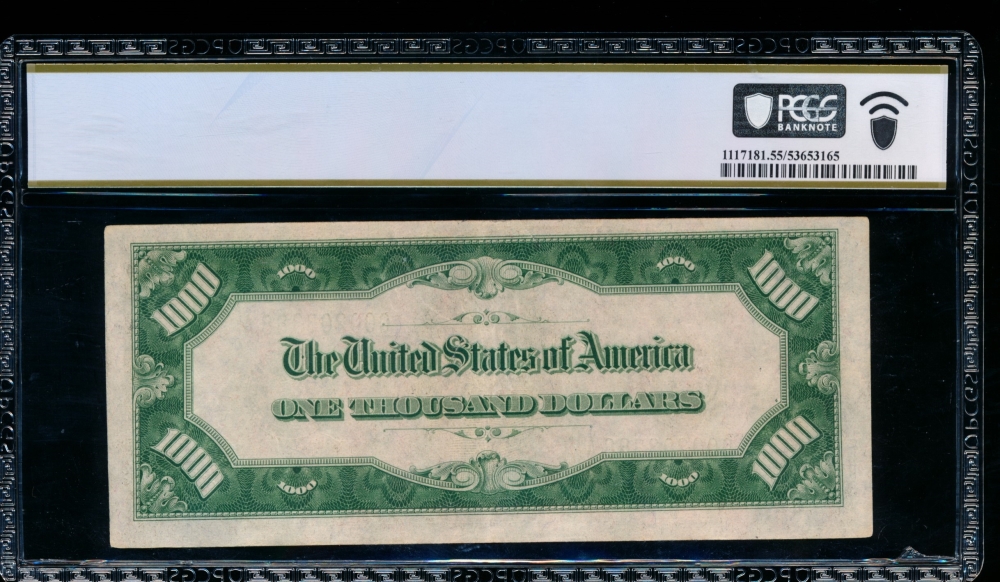 PCGS
BANKNOTE
1117181.55/53653165
1000 1000 1000 1000
The United States of America
ONE THOUSAND DOLLARS
1000 1000 1000 1000